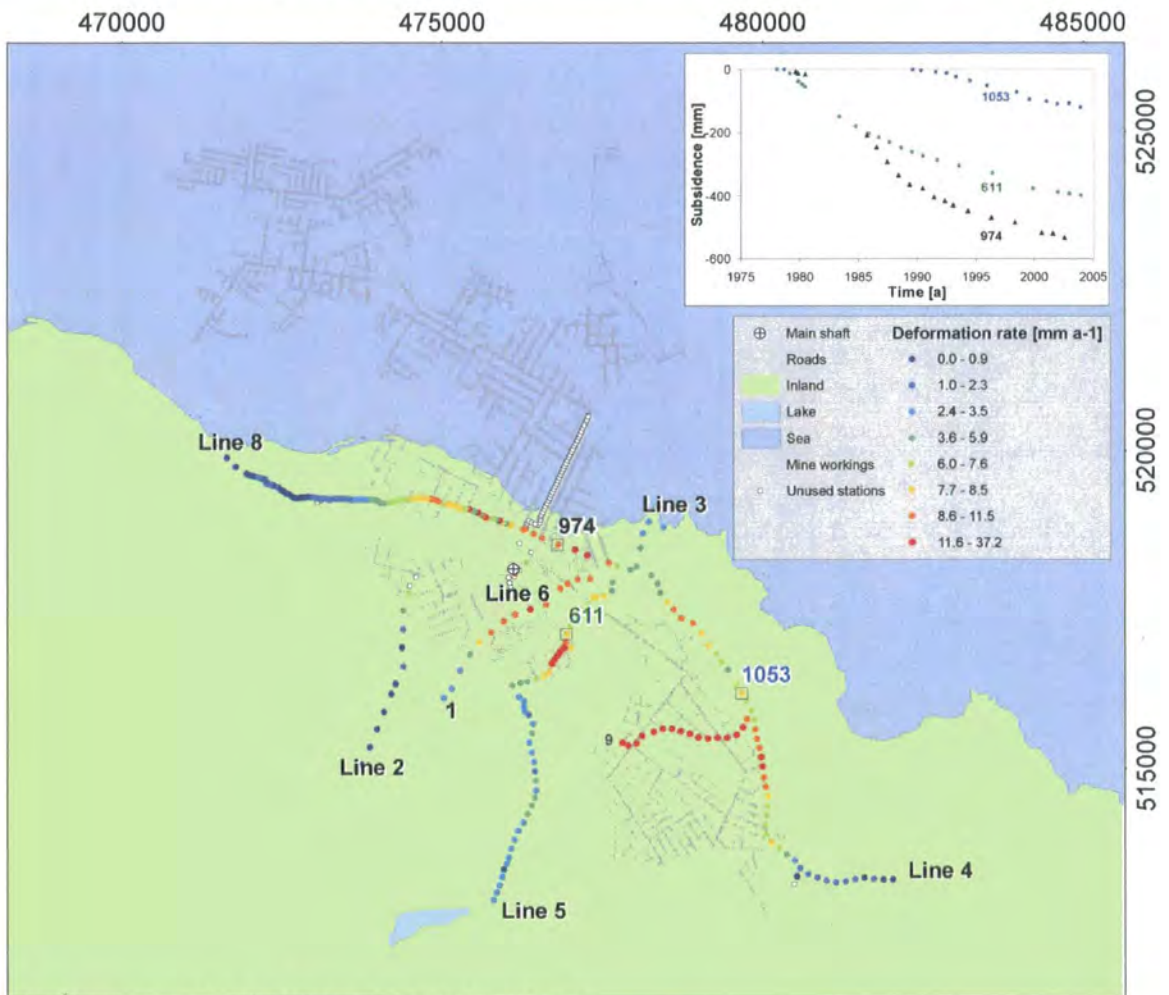 470000 475000 480000 485000
525000
520000
515000
0
-200
-400
-600
Subsidence [mm]
1975 1980 1985 1990 1995 2000 2005
Time [a]
1053
611
974
Main shaft
Roads
Inland
Lake
Sea
Mine workings
Unused stations
Deformation rate [mm a-1]
0.0 - 0.9
1.0 - 2.3
2.4 - 3.5
3.6 - 5.9
6.0 - 7.6
7.7 - 8.5
8.6 - 11.5
11.6 - 37.2
Line 8
Line 3
974
Line 6
611
1053
1
9
Line 2
Line 4
Line 5